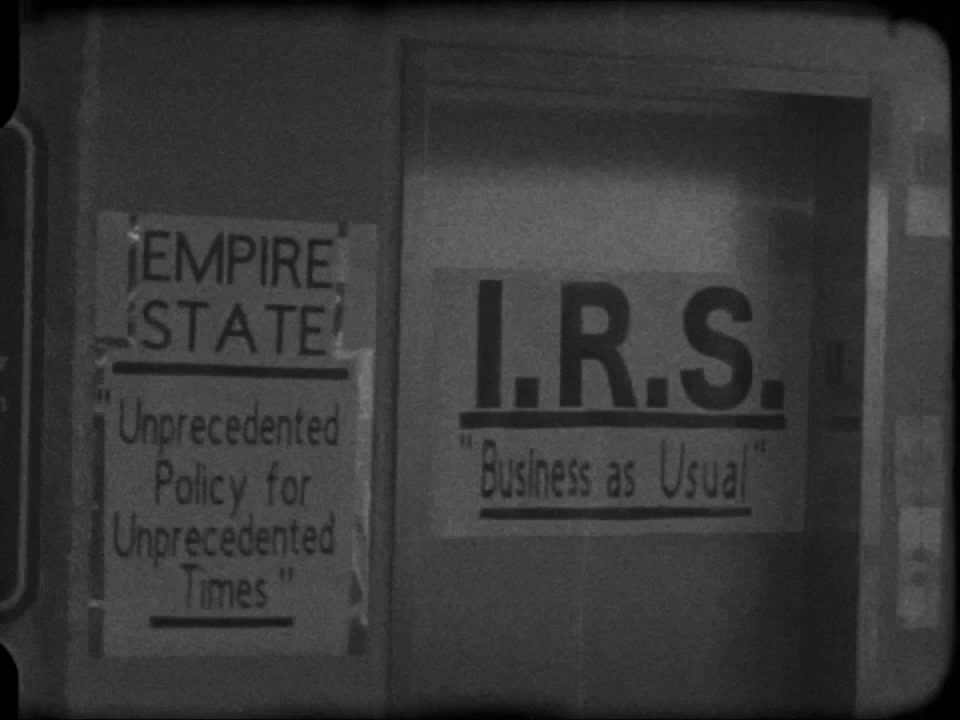 EMPIRE
STATE
"Unprecedented
Policy for
Unprecedented
Times"
I.R.S.
"Business as Usual"